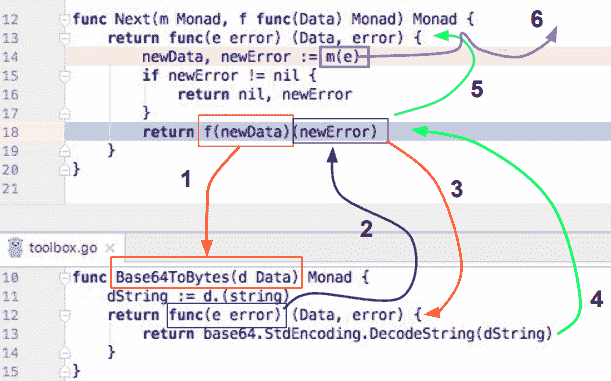 12 func Next(m Monad, f func(Data) Monad) Monad {
13 return func(e error) (Data, error) {
14 newData, newError := m(e)
15 if newError != nil {
16 return nil, newError
17 }
18 return f(newData)(newError)
19 }
20 }
21
6
5
1
2
3
4
toolbox.go ×
10 func Base64ToBytes(d Data) Monad {
11 dString := d.(string)
12 return func(e error) (Data, error) {
13 return base64.StdEncoding.DecodeString(dString)
14 }
15 }